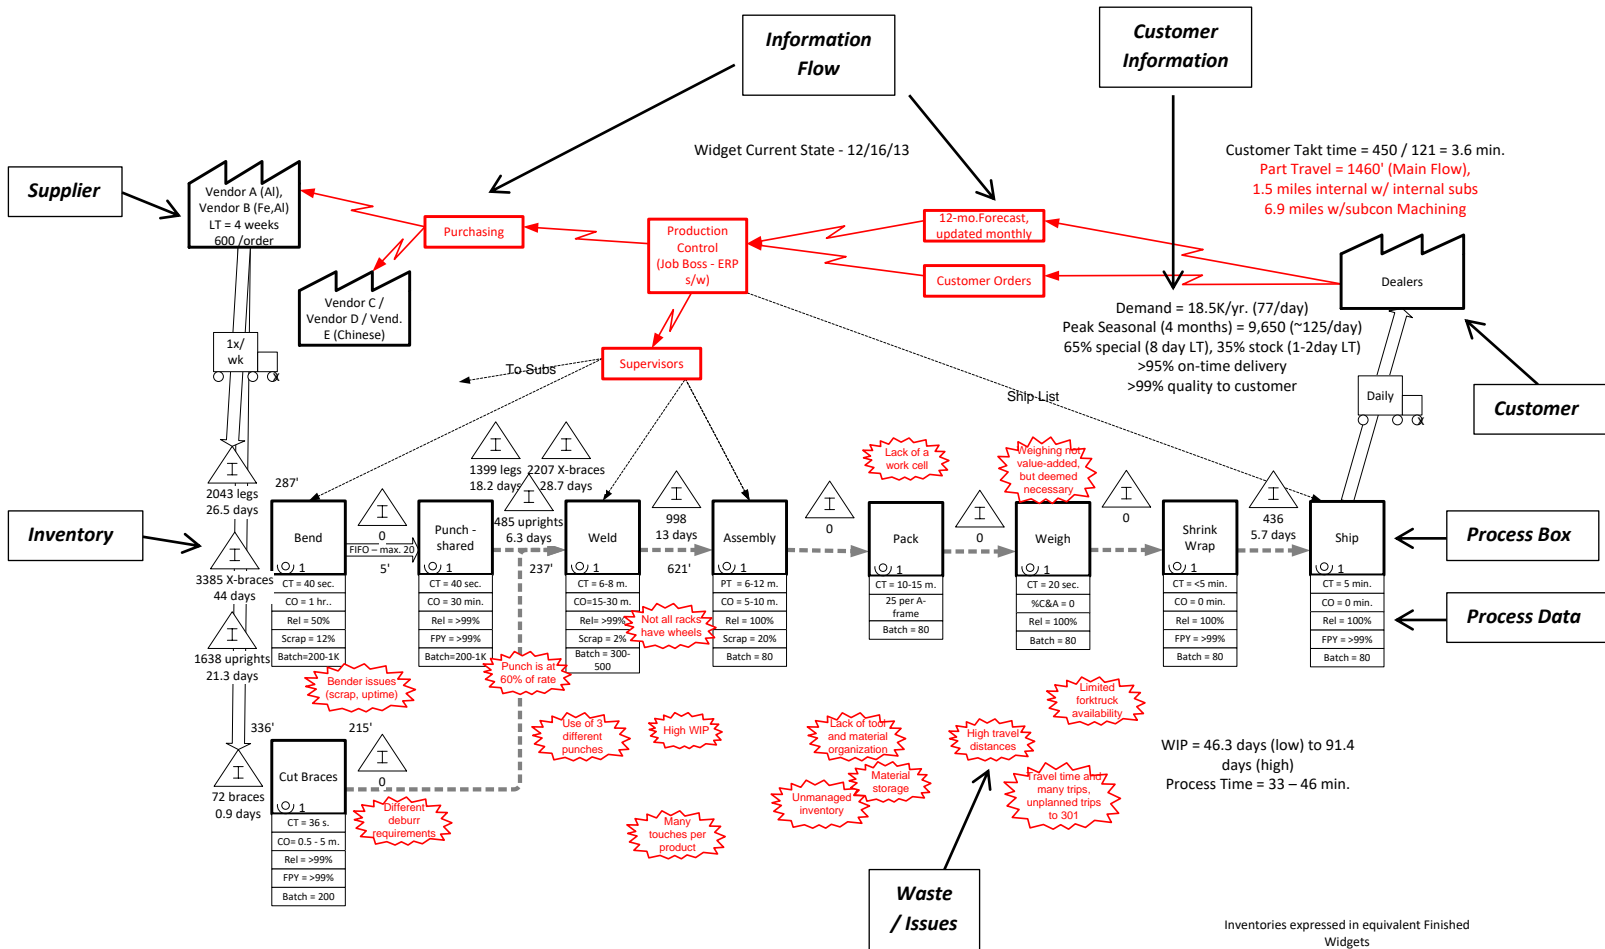 Information
Flow
Customer
Information
Widget Current State - 12/16/13
Customer Takt time = 450 / 121 = 3.6 min.
Part Travel = 1460' (Main Flow),
1.5 miles internal w/ internal subs
6.9 miles w/subcon Machining
Supplier
Vendor A (Al),
Vendor B (Fe,Al)
LT = 4 weeks
600 /order
Purchasing
Production
Control
(Job Boss - ERP
s/w)
12-mo.Forecast,
updated monthly
Customer Orders
Dealers
Vendor C /
Vendor D / Vend.
E (Chinese)
Demand = 18.5K/yr. (77/day)
Peak Seasonal (4 months) = 9,650 (~125/day)
65% special (8 day LT), 35% stock (1-2day LT)
>95% on-time delivery
>99% quality to customer
1x/
wk
X
Supervisors
To Subs
Ship List
Daily
X
Customer
I
2043 legs
26.5 days
287'
I
1399 legs
18.2 days
I
2207 X-braces
28.7 days
Lack of a
work cell
Weighing not
value-added,
but deemed
necessary
Inventory
I
3385 X-braces
44 days
Bend
1
I
0
FIFO – max. 20
5'
Punch -
shared
1
I
485 uprights
6.3 days
237'
Weld
1
I
998
13 days
621'
Assembly
1
I
0
Pack
1
I
0
Weigh
1
I
0
Shrink
Wrap
1
I
436
5.7 days
Ship
1
Process Box
CT = 40 sec.
CO = 1 hr..
Rel = 50%
Scrap = 12%
Batch=200-1K
CT = 40 sec.
CO = 30 min.
Rel = >99%
FPY = >99%
Batch=200-1K
CT = 6-8 m.
CO=15-30 m.
Rel= >99%
Scrap = 2%
Batch = 300-
500
PT = 6-12 m.
CO = 5-10 m.
Rel = 100%
Scrap = 20%
Batch = 80
CT = 10-15 m.
25 per A-
frame
Batch = 80
CT = 20 sec.
%C&A = 0
Rel = 100%
Batch = 80
CT = <5 min.
CO = 0 min.
Rel = 100%
FPY = >99%
Batch = 80
CT = 5 min.
CO = 0 min.
Rel = 100%
FPY = >99%
Batch = 80
Process Data
I
1638 uprights
21.3 days
Bender issues
(scrap, uptime)
Punch is at
60% of rate
Not all racks
have wheels
Limited
forktruck
availability
336'
215'
I
72 braces
0.9 days
Cut Braces
1
I
0
CT = 36 s.
CO= 0.5 - 5 m.
Rel = >99%
FPY = >99%
Batch = 200
Different
deburr
requirements
Use of 3
different
punches
High WIP
Lack of tool
and material
organization
High travel
distances
Material
storage
Unmanaged
inventory
Travel time and
many trips,
unplanned trips
to 301
Many
touches per
product
WIP = 46.3 days (low) to 91.4
days (high)
Process Time = 33 – 46 min.
Waste
/ Issues
Inventories expressed in equivalent Finished
Widgets